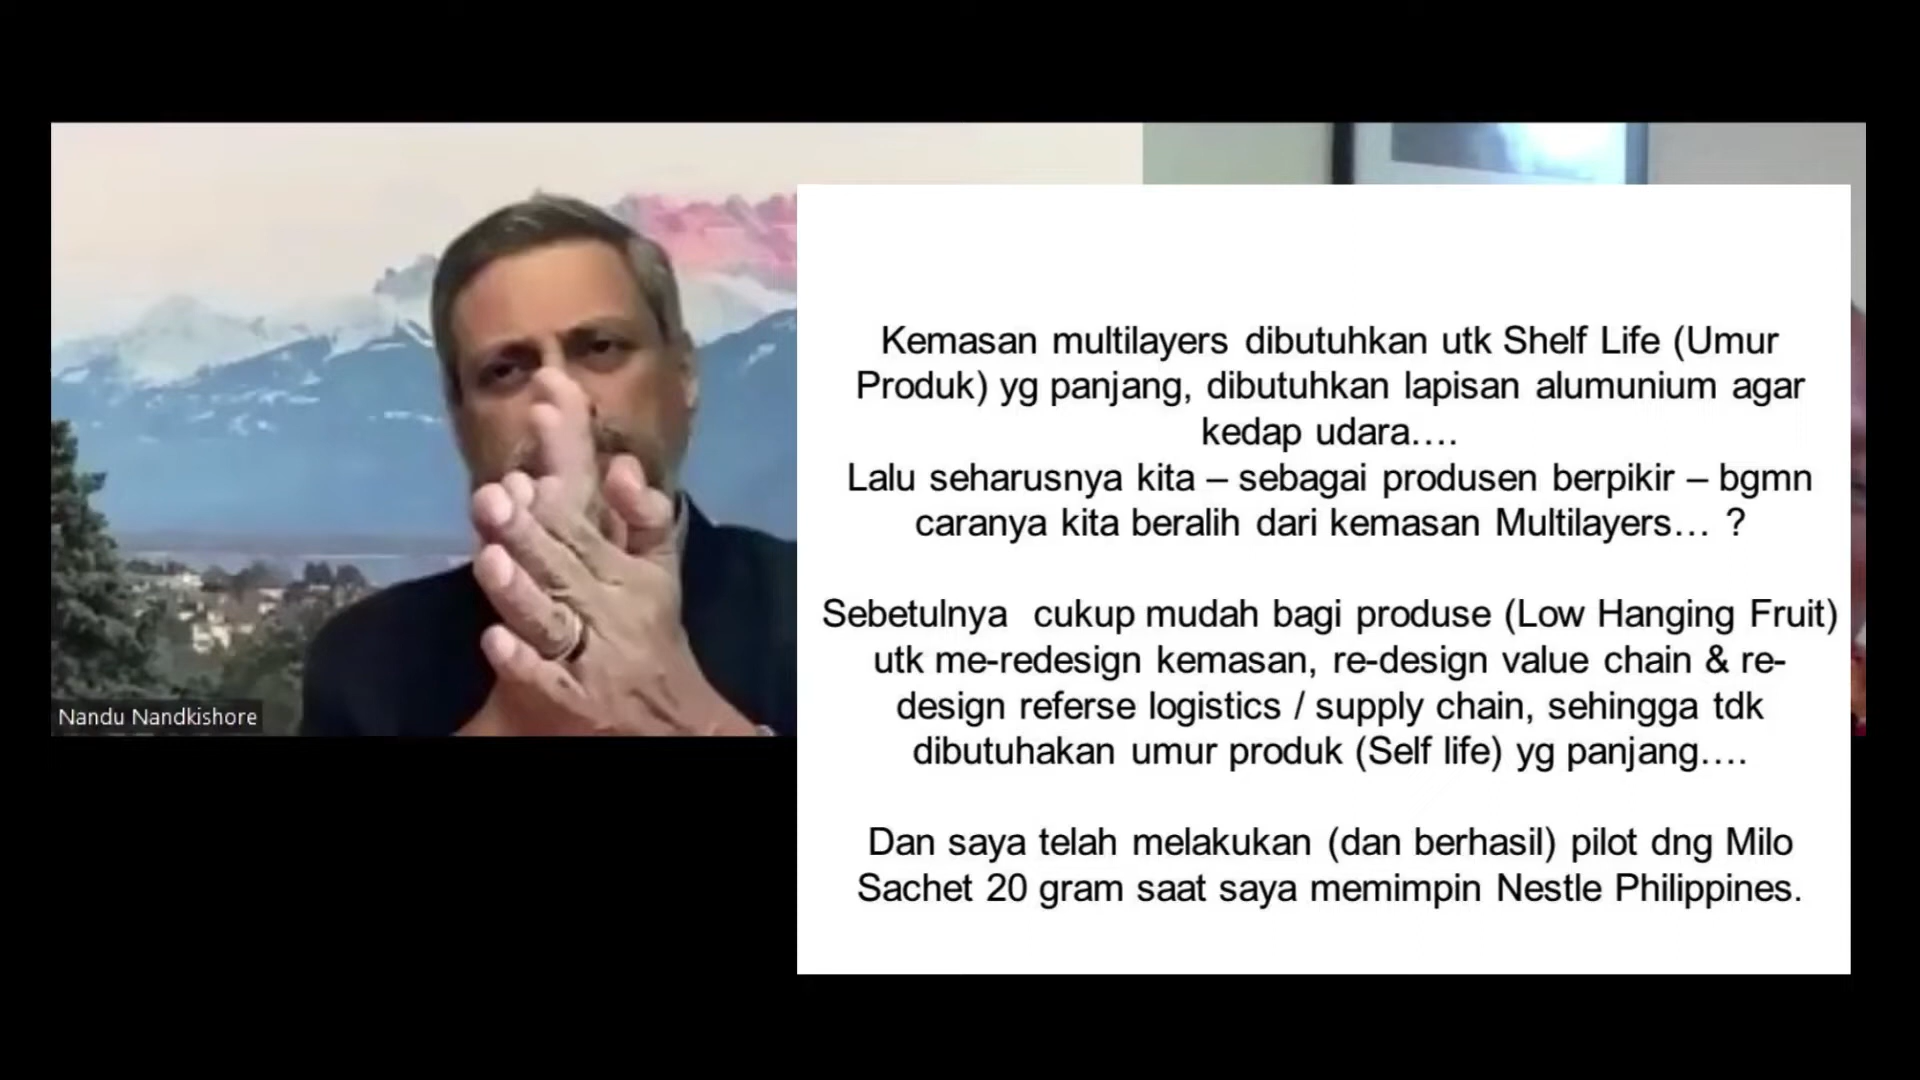 Kemasan multilayers dibutuhkan utk Shelf Life (Umur
Produk) yg panjang, dibutuhkan lapisan alumunium agar
kedap udara....
Lalu seharusnya kita – sebagai produsen berpikir – bgmn
caranya kita beralih dari kemasan Multilayers... ?
Sebetulnya cukup mudah bagi produse (Low Hanging Fruit)
utk me-redesign kemasan, re-design value chain & re-
design referse logistics / supply chain, sehingga tdk
dibutuhakan umur produk (Self life) yg panjang....
Dan saya telah melakukan (dan berhasil) pilot dng Milo
Sachet 20 gram saat saya memimpin Nestle Philippines.
Nandu Nandkishore